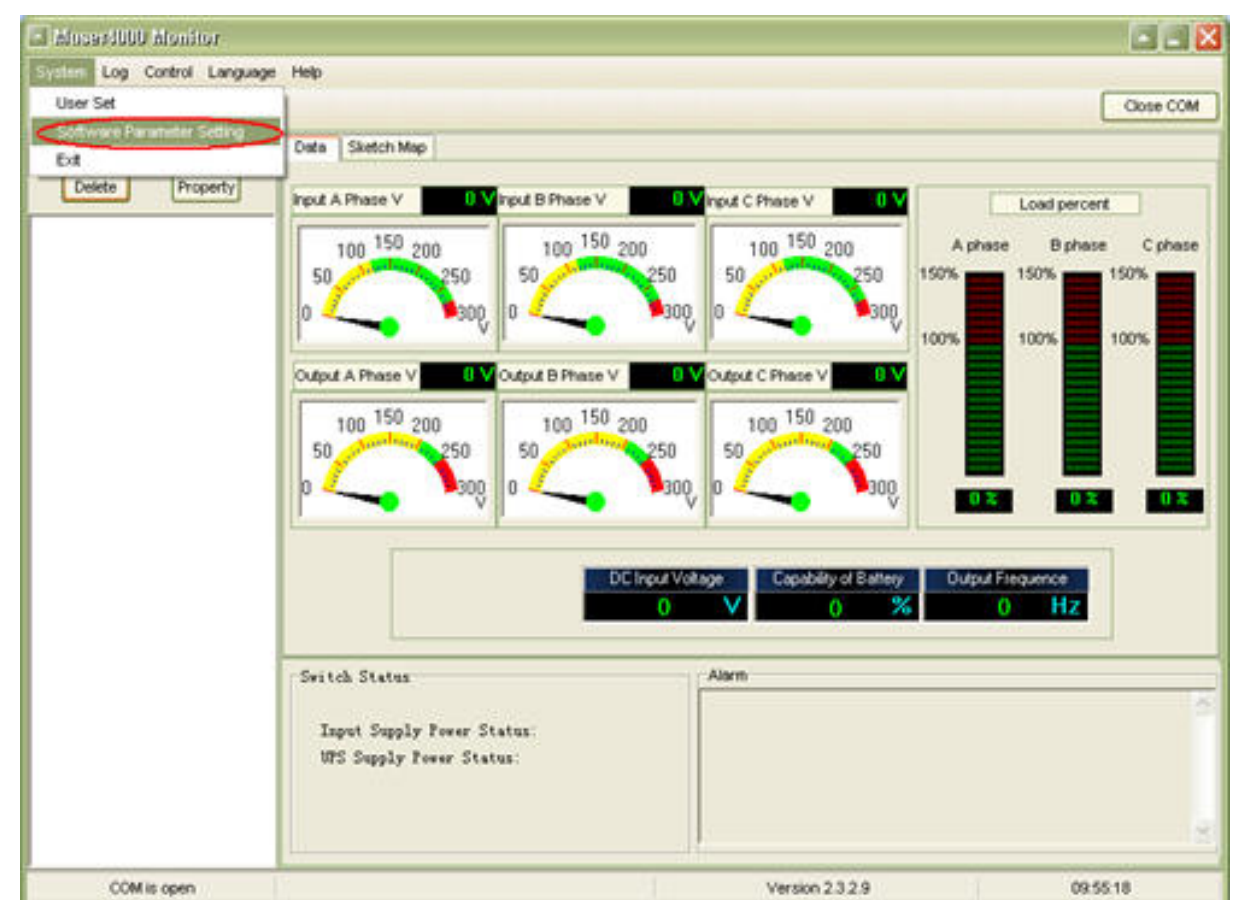 Muser4000 Monitor
System Log Control Language Help
User Set
Software Parameter Setting
Exit
Close COM
Delete Property
Data Sketch Map
Input A Phase V 0 V Input B Phase V 0 V Input C Phase V 0 V
0 50 100 150 200 250 300 V
0 50 100 150 200 250 300 V
0 50 100 150 200 250 300 V
Output A Phase V 0 V Output B Phase V 0 V Output C Phase V 0 V
0 50 100 150 200 250 300 V
0 50 100 150 200 250 300 V
0 50 100 150 200 250 300 V
Load percent
A phase B phase C phase
150% 150% 150%
100% 100% 100%
0 % 0 % 0 %
DC Input Voltage Capability of Battery Output Frequence
0 V 0 % 0 Hz
Switch Status
Input Supply Power Status:
UPS Supply Power Status:
Alarm
COM is open Version 2.3.2.9 09:55:18